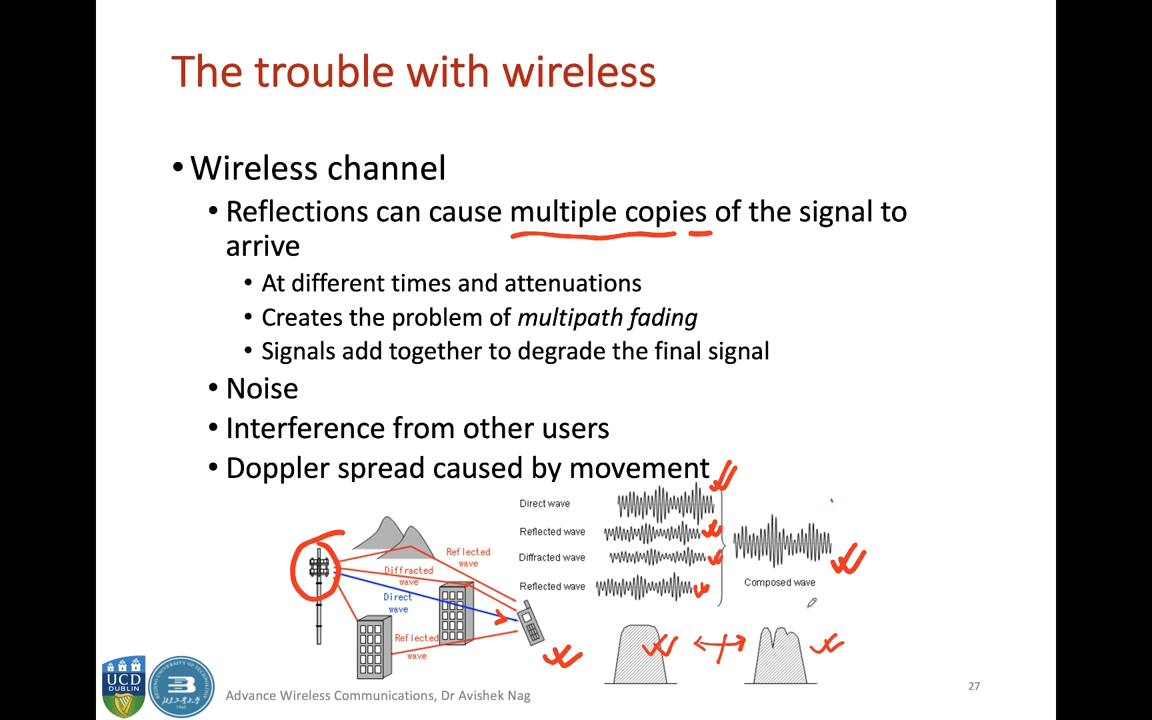 The trouble with wireless
• Wireless channel
• Reflections can cause multiple copies of the signal to
arrive
• At different times and attenuations
• Creates the problem of multipath fading
• Signals add together to degrade the final signal
• Noise
• Interference from other users
• Doppler spread caused by movement
Direct wave
Reflected wave
Diffracted wave
Reflected wave
Composed wave
Reflected
wave
Diffracted
wave
Direct
wave
Reflected
wave
UCD
DUBLIN
Advance Wireless Communications, Dr Avishek Nag
27